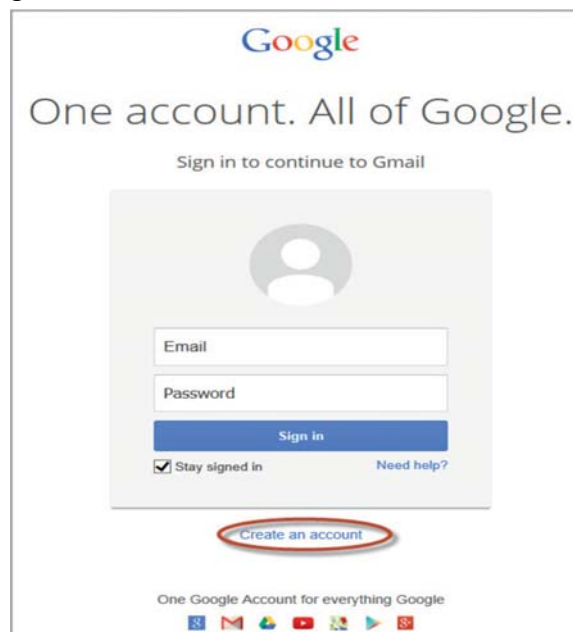 Google
One account. All of Google.
Sign in to continue to Gmail
Email
Password
Sign in
Stay signed in Need help?
Create an account
One Google Account for everything Google